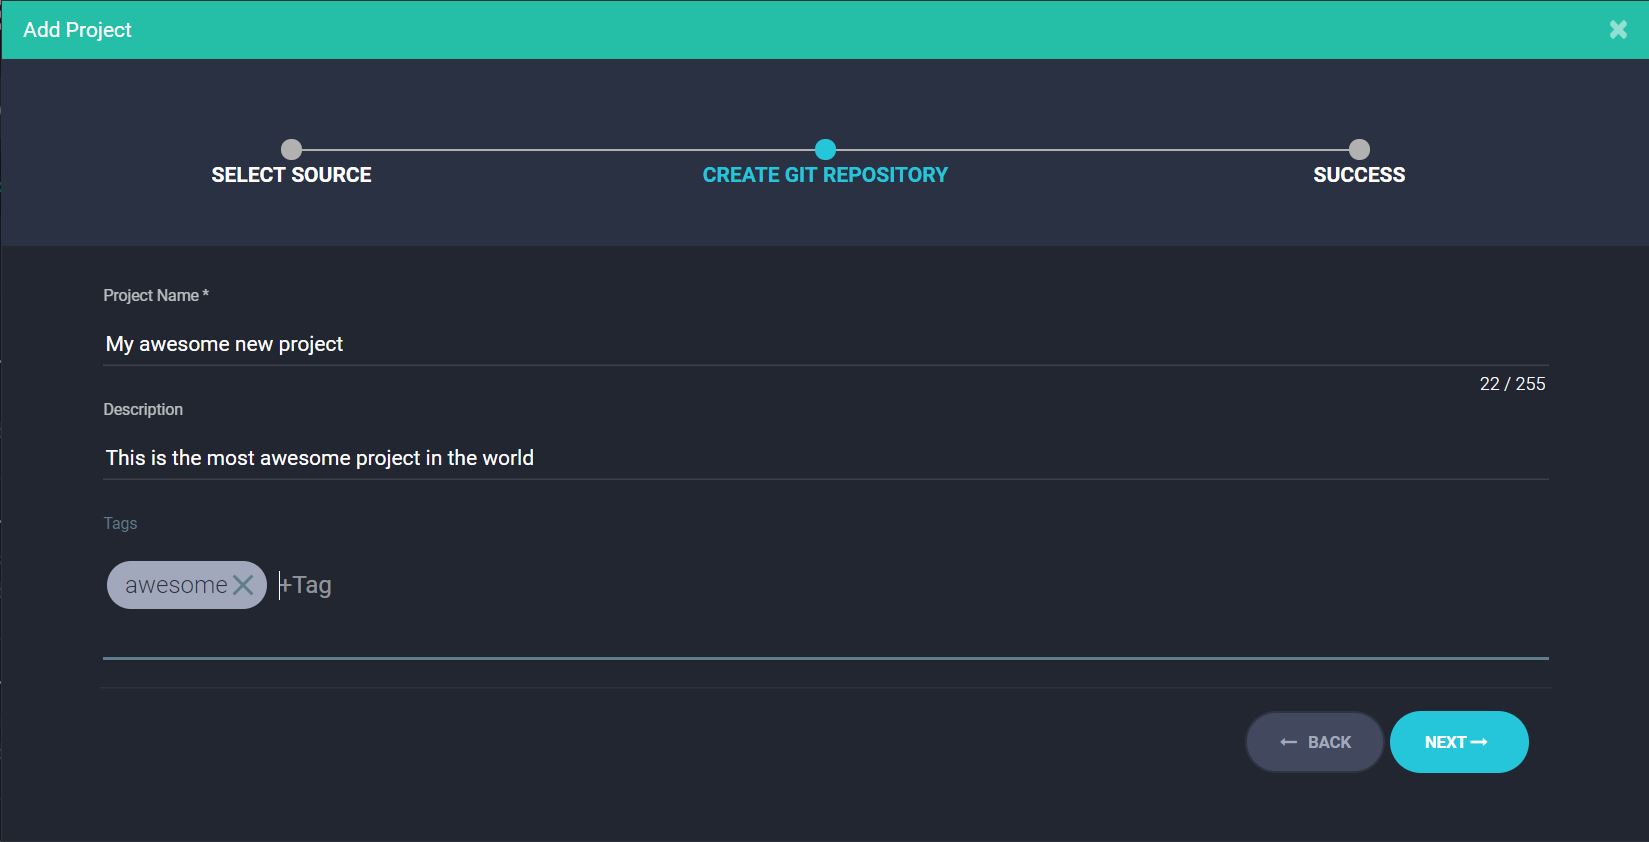 Add Project
SELECT SOURCE
CREATE GIT REPOSITORY
SUCCESS
Project Name *
My awesome new project
22 / 255
Description
This is the most awesome project in the world
Tags
awesome +Tag
BACK
NEXT